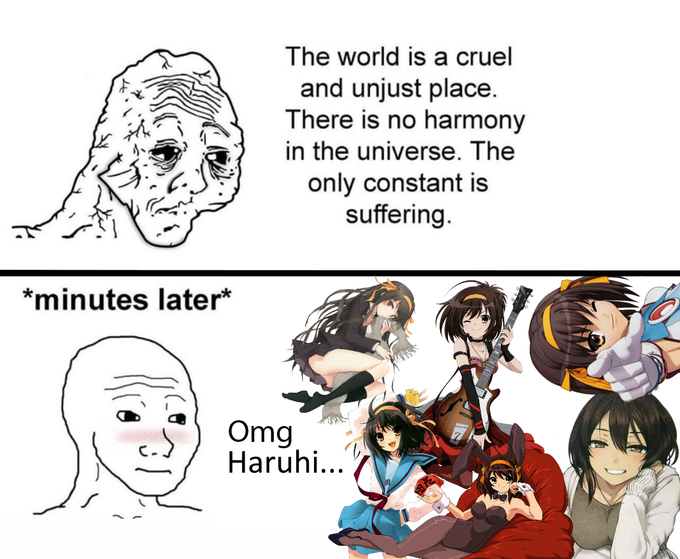 The world is a cruel
and unjust place.
There is no harmony
in the universe. The
only constant is
suffering.
*minutes later*
Omg
Haruhi...